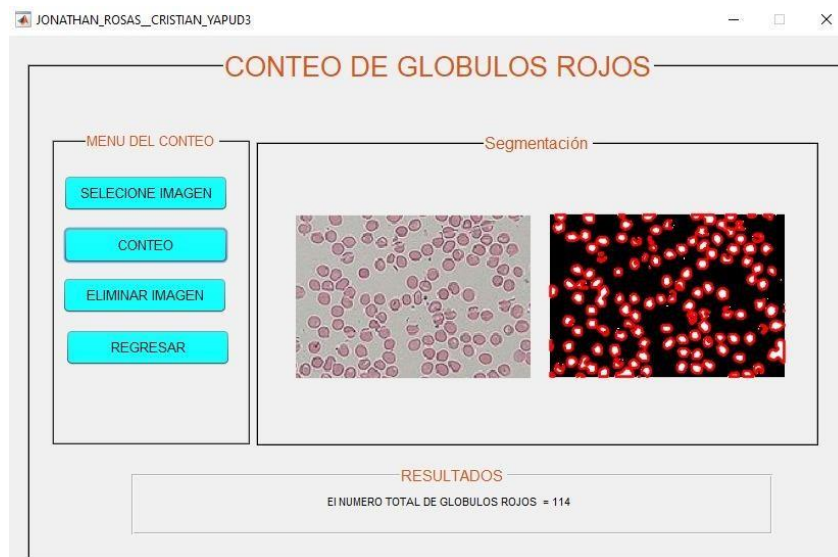 JONATHAN_ROSAS__CRISTIAN_YAPUD3
CONTEO DE GLOBULOS ROJOS
MENU DEL CONTEO
SELECIONE IMAGEN
CONTEO
ELIMINAR IMAGEN
REGRESAR
Segmentación
RESULTADOS
El NUMERO TOTAL DE GLOBULOS ROJOS = 114